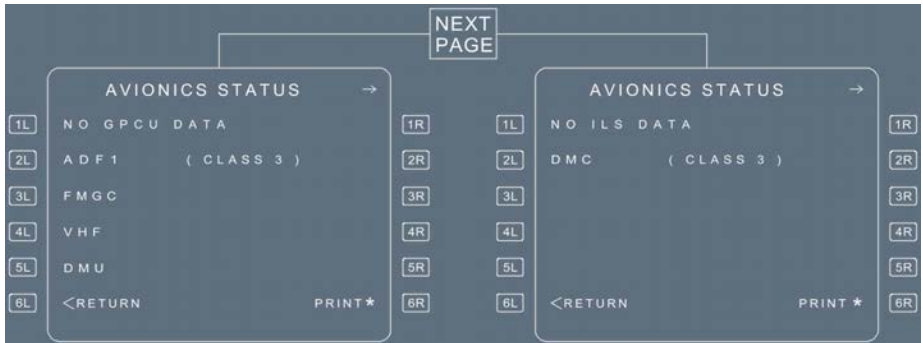 NEXT
PAGE
AVIONICS STATUS →
1L NO GPCU DATA 1R
2L ADF1 (CLASS 3) 2R
3L FMGC 3R
4L VHF 4R
5L DMU 5R
6L <RETURN PRINT* 6R
AVIONICS STATUS →
1L NO ILS DATA 1R
2L DMC (CLASS 3) 2R
3L 3R
4L 4R
5L 5R
6L <RETURN PRINT* 6R